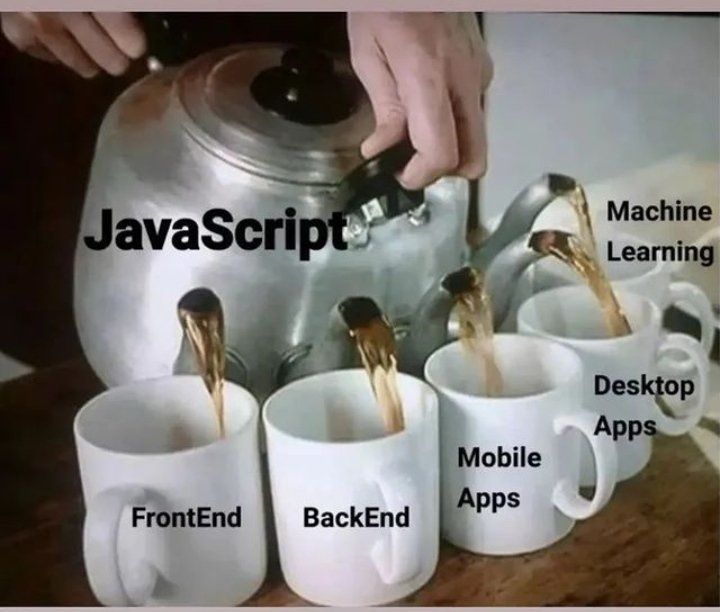 JavaScript
Machine
Learning
Desktop
Apps
Mobile
Apps
FrontEnd
BackEnd